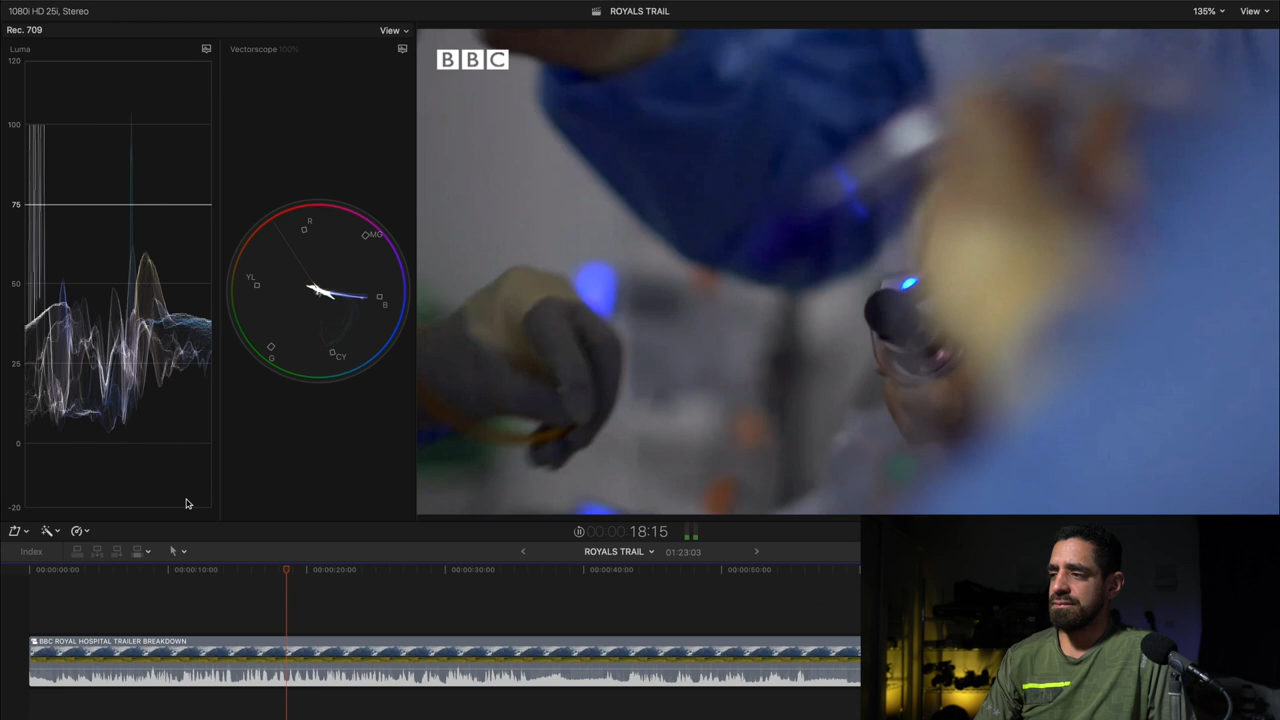 1080i HD 25i, Stereo
ROYALS TRAIL
135%
View
Rec. 709
View
Luma
Vectorscope 100%
120
100
75
50
25
0
-20
R
MG
YL
B
G
CY
BBC
00:00:00:18:15
Index
ROYALS TRAIL
01:23:03
00:00:00:00
00:00:10:00
00:00:20:00
00:00:30:00
00:00:40:00
00:00:50:00
BBC ROYAL HOSPITAL TRAILER BREAKDOWN